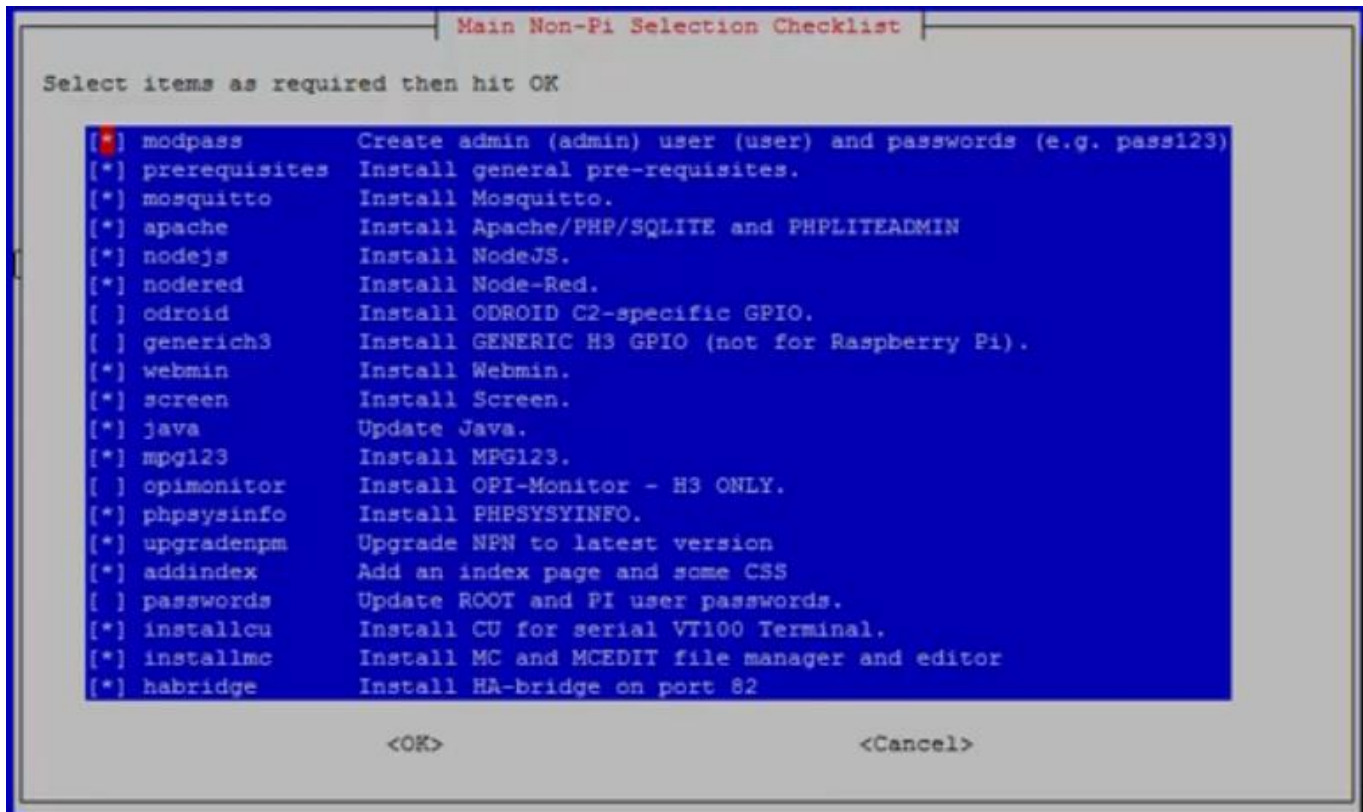 Main Non-Pi Selection Checklist
Select items as required then hit OK
[*] modpass Create admin (admin) user (user) and passwords (e.g. pass123)
[*] prerequisites Install general pre-requisites.
[*] mosquitto Install Mosquitto.
[*] apache Install Apache/PHP/SQLITE and PHPLITEADMIN
[*] nodejs Install NodeJS.
[*] nodered Install Node-Red.
[ ] odroid Install ODROID C2-specific GPIO.
[ ] generich3 Install GENERIC H3 GPIO (not for Raspberry Pi).
[*] webmin Install Webmin.
[*] screen Install Screen.
[*] java Update Java.
[*] mpg123 Install MPG123.
[ ] opimonitor Install OPI-Monitor - H3 ONLY.
[*] phpsysinfo Install PHPSYSYINFO.
[*] upgradenpm Upgrade NPN to latest version
[*] addindex Add an index page and some CSS
[ ] passwords Update ROOT and PI user passwords.
[*] installcu Install CU for serial VT100 Terminal.
[*] installmc Install MC and MCEDIT file manager and editor
[*] habridge Install HA-bridge on port 82
<OK> <Cancel>